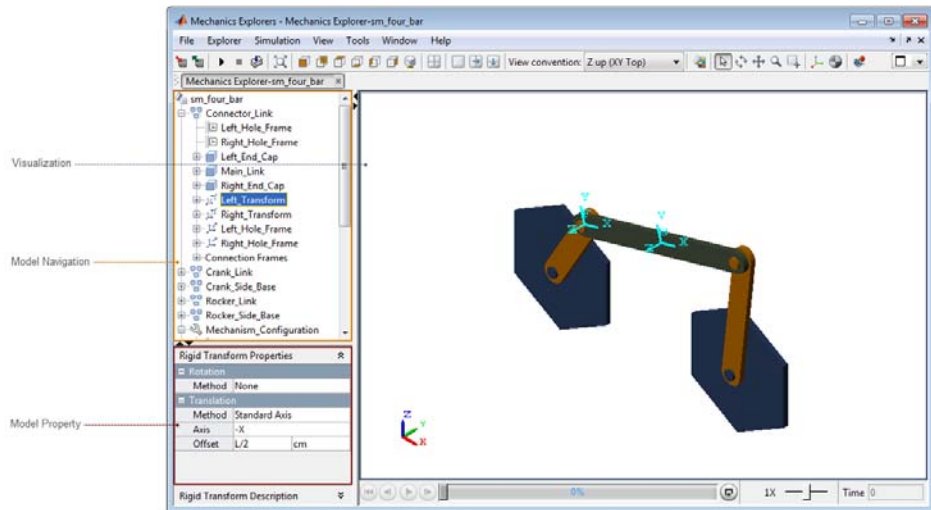 Mechanics Explorers - Mechanics Explorer-sm_four_bar
File Explorer Simulation View Tools Window Help
View convention: Z up (XY Top)
Mechanics Explorer-sm_four_bar
sm_four_bar
Connector_Link
Left_Hole_Frame
Right_Hole_Frame
Left_End_Cap
Visualization
Main_Link
Right_End_Cap
Left_Transform
Right_Transform
Left_Hole_Frame
Right_Hole_Frame
Connection Frames
Model Navigation
Crank_Link
Crank_Side_Base
Rocker_Link
Rocker_Side_Base
Mechanism_Configuration
Y
X
Z
Y
X
Z
Rigid Transform Properties
Rotation
Method None
Translation
Method Standard Axis
Model Property
Axis -X
Offset L/2 cm
Z
Y
X
Rigid Transform Description
0%
1X
Time 0